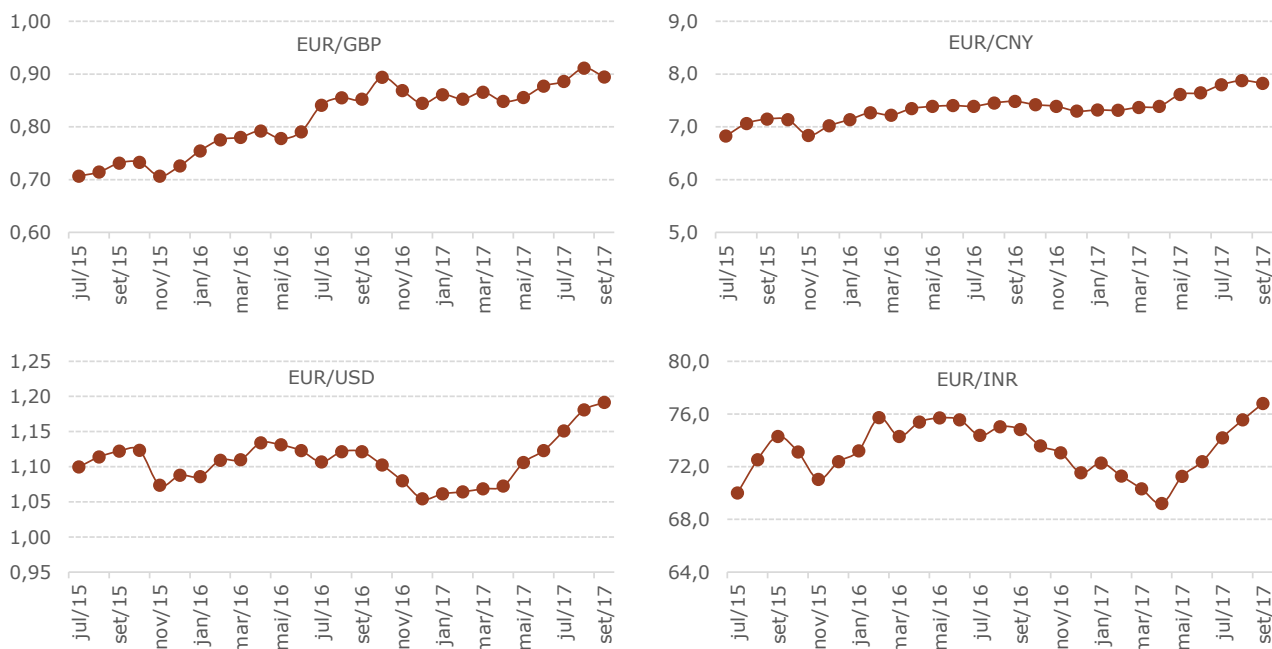 EUR/GBP
1,00
0,90
0,80
0,70
0,60
jul/15
set/15
nov/15
jan/16
mar/16
mai/16
jul/16
set/16
nov/16
jan/17
mar/17
mai/17
jul/17
set/17
EUR/CNY
9,0
8,0
7,0
6,0
5,0
jul/15
set/15
nov/15
jan/16
mar/16
mai/16
jul/16
set/16
nov/16
jan/17
mar/17
mai/17
jul/17
set/17
EUR/USD
1,25
1,20
1,15
1,10
1,05
1,00
0,95
jul/15
set/15
nov/15
jan/16
mar/16
mai/16
jul/16
set/16
nov/16
jan/17
mar/17
mai/17
jul/17
set/17
EUR/INR
80,0
76,0
72,0
68,0
64,0
jul/15
set/15
nov/15
jan/16
mar/16
mai/16
jul/16
set/16
nov/16
jan/17
mar/17
mai/17
jul/17
set/17